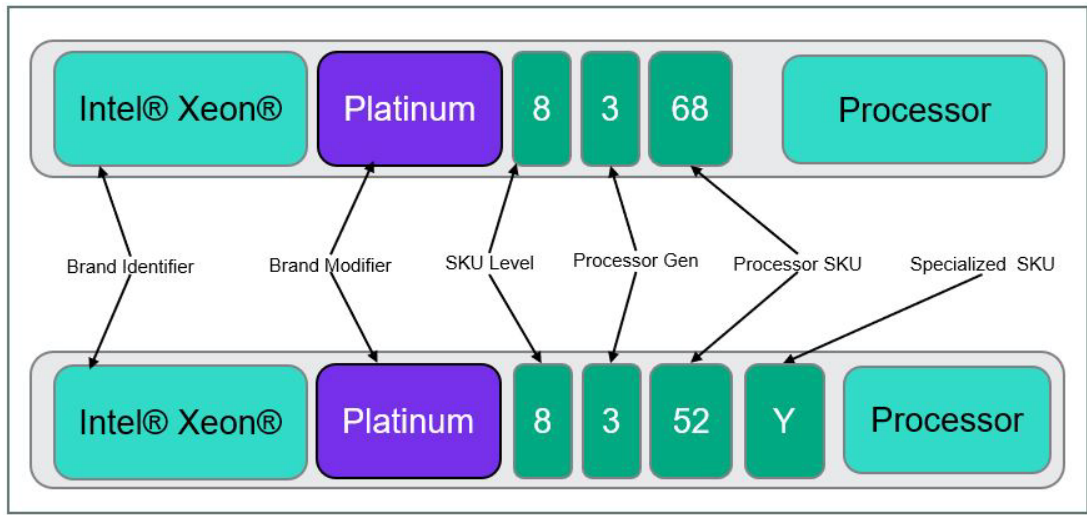 Intel® Xeon® Platinum 8 3 68 Processor
Brand Identifier Brand Modifier SKU Level Processor Gen Processor SKU Specialized SKU
Intel® Xeon® Platinum 8 3 52 Y Processor